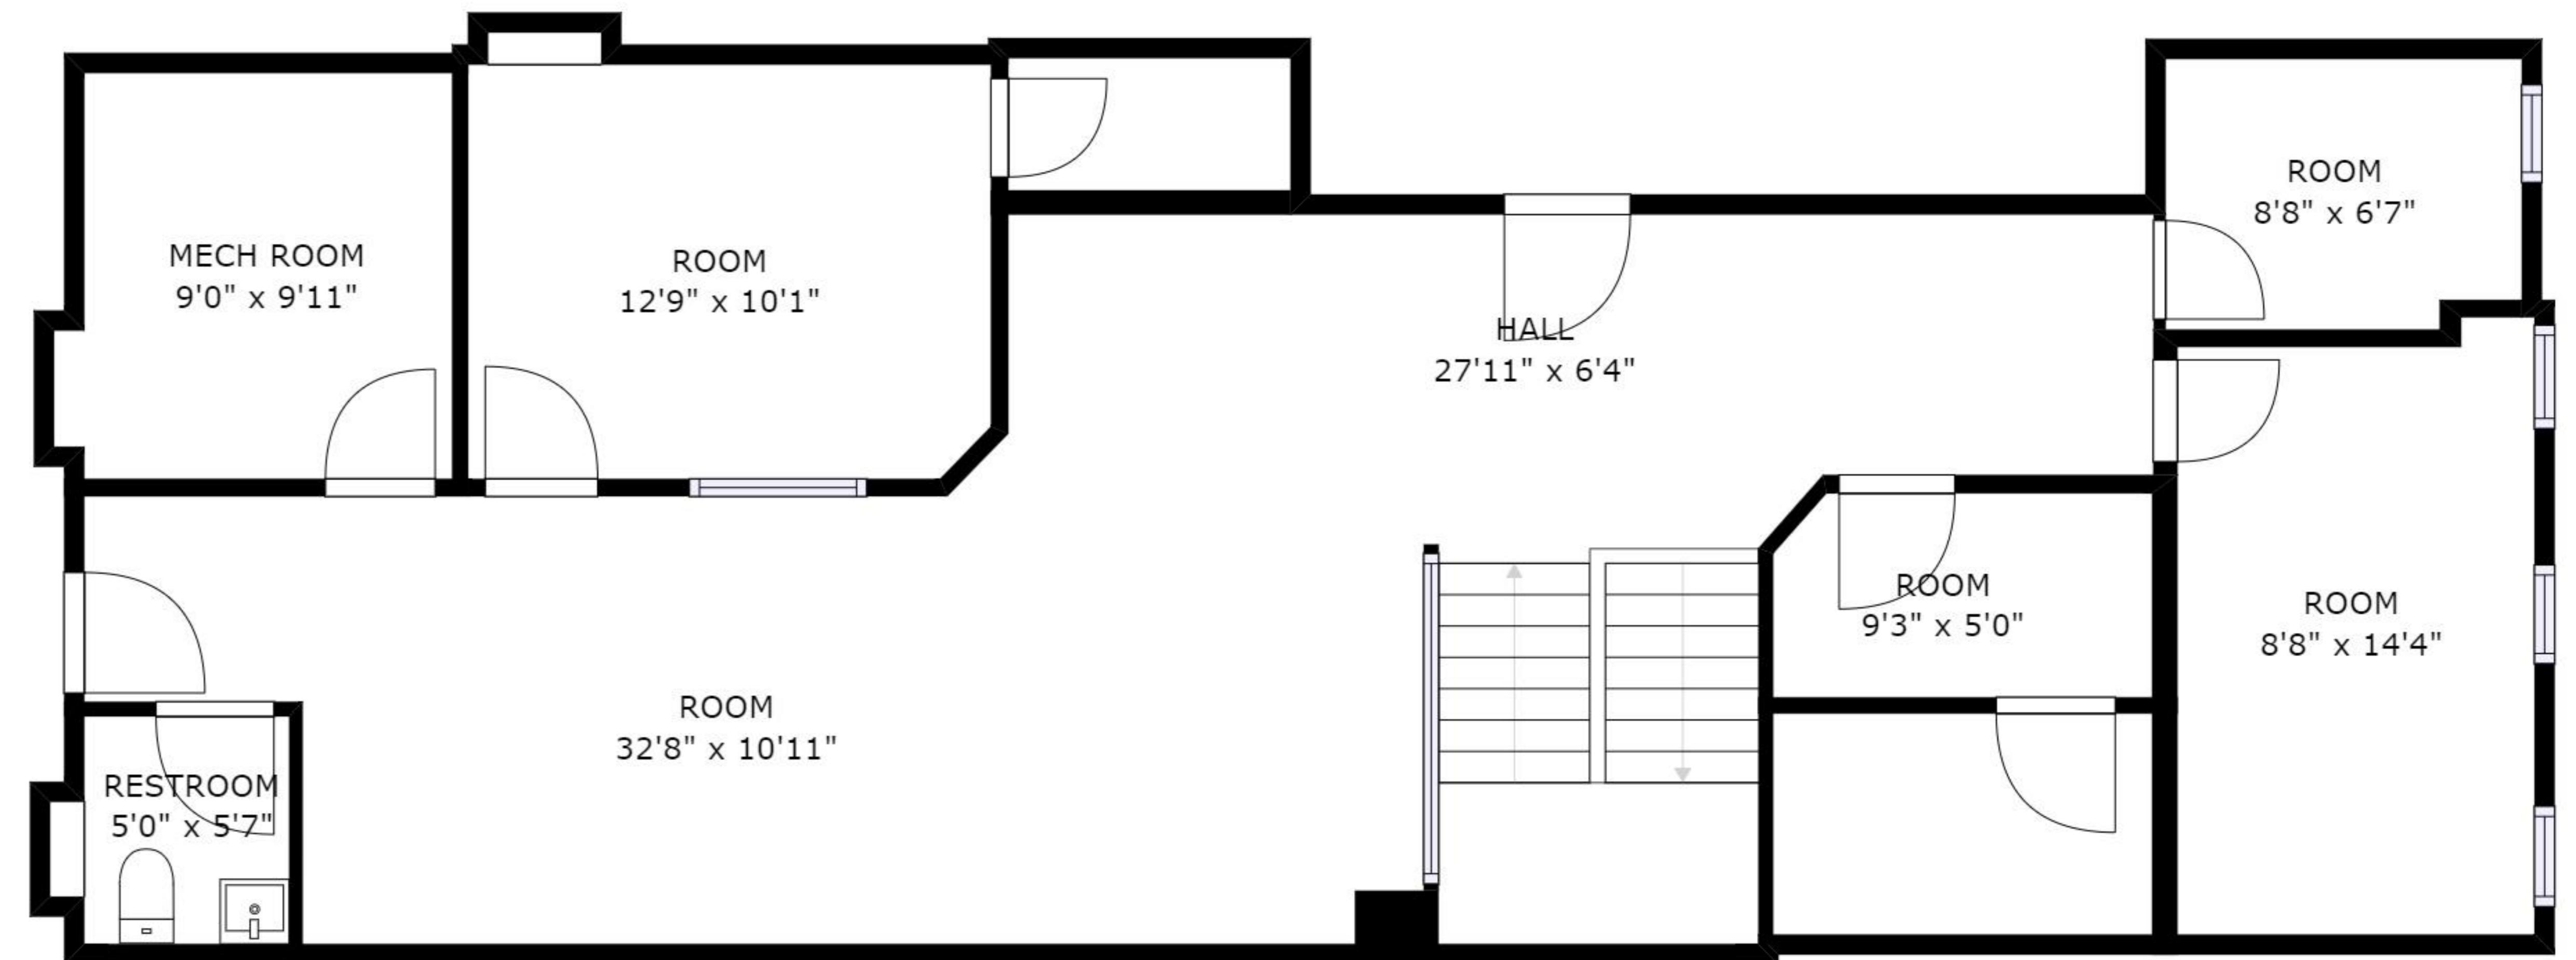 MECH ROOM
9'0" x 9'11"
ROOM
12'9" x 10'1"
HALL
27'11" x 6'4"
ROOM
8'8" x 6'7"
ROOM
9'3" x 5'0"
ROOM
8'8" x 14'4"
ROOM
32'8" x 10'11"
RESTROOM
5'0" x 5'7"